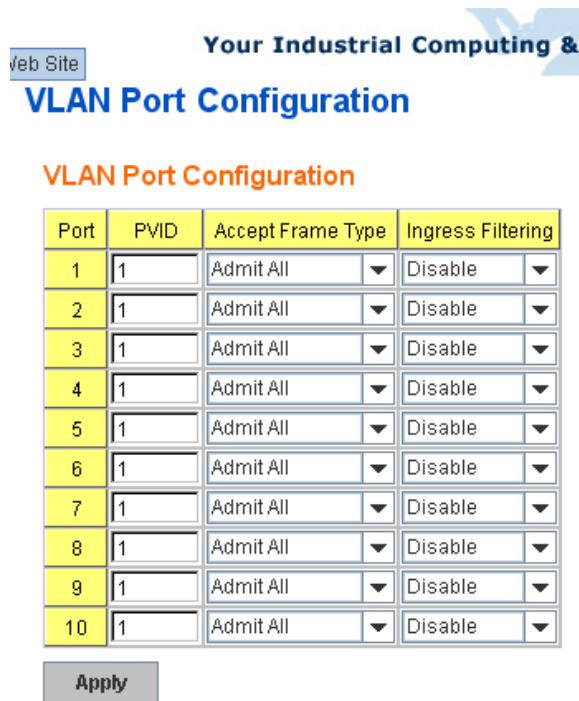 Your Industrial Computing &
Web Site
VLAN Port Configuration
VLAN Port Configuration
Port PVID Accept Frame Type Ingress Filtering
1 1 Admit All Disable
2 1 Admit All Disable
3 1 Admit All Disable
4 1 Admit All Disable
5 1 Admit All Disable
6 1 Admit All Disable
7 1 Admit All Disable
8 1 Admit All Disable
9 1 Admit All Disable
10 1 Admit All Disable
Apply